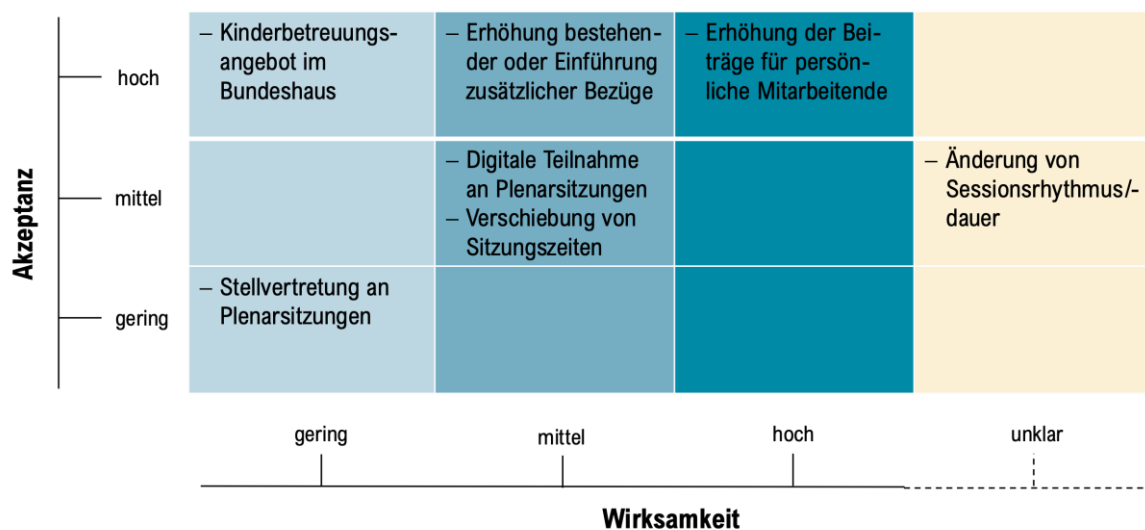 – Kinderbetreuungs-
angebot im
Bundeshaus
– Erhöhung bestehen-
der oder Einführung
zusätzlicher Bezüge
– Erhöhung der Bei-
träge für persön-
liche Mitarbeitende
hoch
– Digitale Teilnahme
an Plenarsitzungen
– Verschiebung von
Sitzungszeiten
– Änderung von
Sessionsrhythmus/-
dauer
mittel
Akzeptanz
– Stellvertretung an
Plenarsitzungen
gering
gering
mittel
hoch
unklar
Wirksamkeit